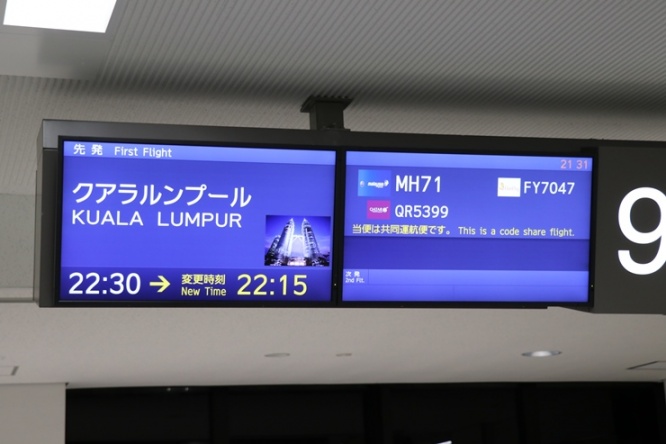 先発 First Flight
クアラルンプール
KUALA LUMPUR
22:30 → 変更時刻 New Time 22:15
21 31
MH71 FY7047
QATAR QR5399
当便は共同運航便です。 This is a code share flight.
次発
2nd Flt.
9